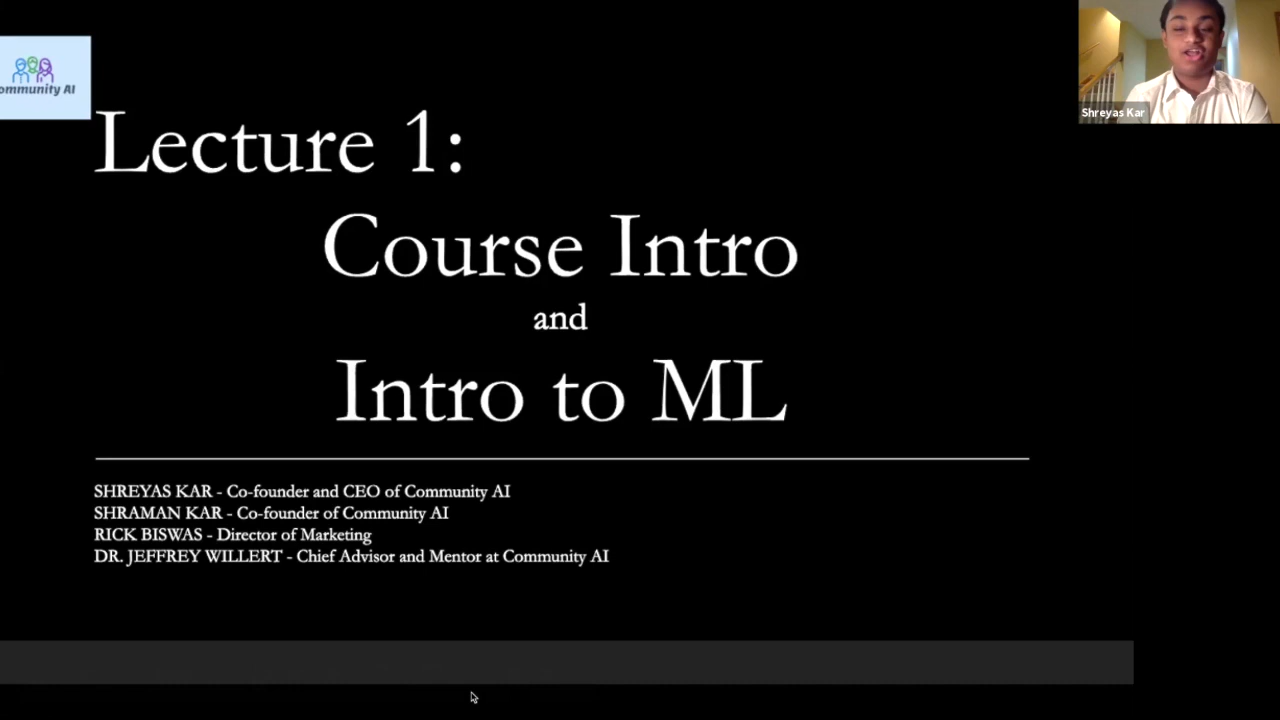 ommunity AI
Shreyas Kar
Lecture 1:
Course Intro
and
Intro to ML
SHREYAS KAR - Co-founder and CEO of Community AI
SHRAMAN KAR - Co-founder of Community AI
RICK BISWAS - Director of Marketing
DR. JEFFREY WILLERT - Chief Advisor and Mentor at Community AI